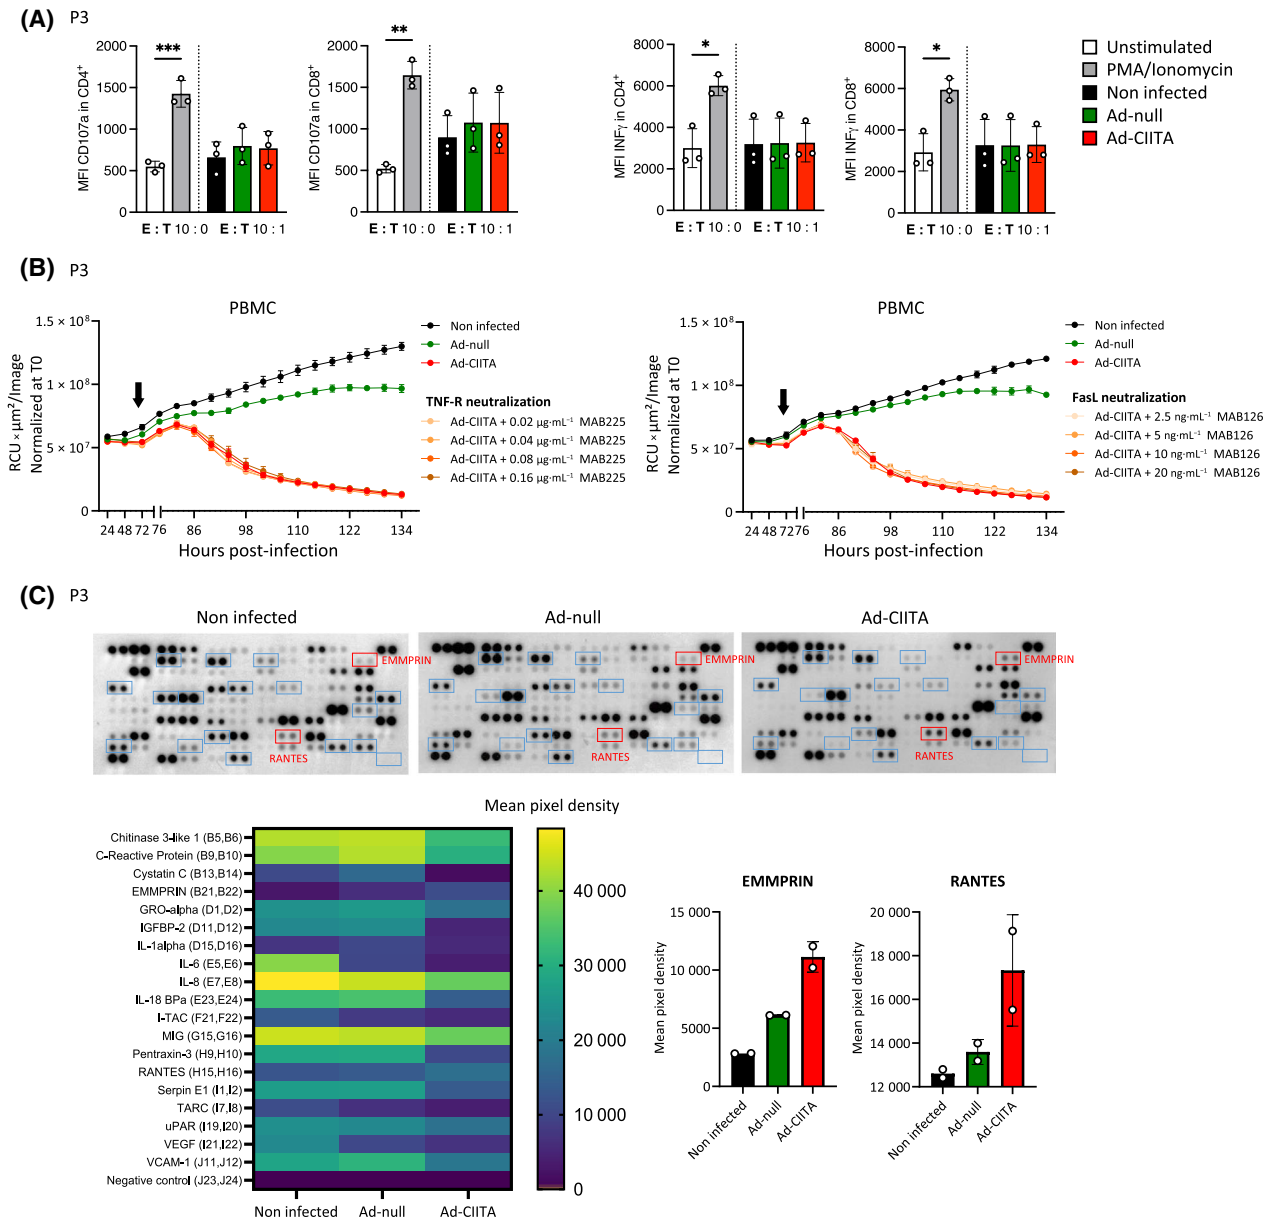 (A) P3
MFI CD107a in CD4+
2000
1500
1000
500
0
***
E : T 10 : 0 E : T 10 : 1
MFI CD107a in CD8+
2000
1500
1000
500
0
**
E : T 10 : 0 E : T 10 : 1
MFI INFγ in CD4+
8000
6000
4000
2000
0
*
E : T 10 : 0 E : T 10 : 1
MFI INFγ in CD8+
8000
6000
4000
2000
0
*
E : T 10 : 0 E : T 10 : 1
Unstimulated
PMA/Ionomycin
Non infected
Ad-null
Ad-CIITA
(B) P3
PBMC
RCU × μm²/Image
Normalized at T0
1.5 × 10⁸
1 × 10⁸
5 × 10⁷
0
24 48 72 76 86 98 110 122 134
Hours post-infection
Non infected
Ad-null
Ad-CIITA
TNF-R neutralization
Ad-CIITA + 0.02 μg·mL⁻¹ MAB225
Ad-CIITA + 0.04 μg·mL⁻¹ MAB225
Ad-CIITA + 0.08 μg·mL⁻¹ MAB225
Ad-CIITA + 0.16 μg·mL⁻¹ MAB225
PBMC
RCU × μm²/Image
Normalized at T0
1.5 × 10⁸
1 × 10⁸
5 × 10⁷
0
24 48 72 76 86 98 110 122 134
Hours post-infection
Non infected
Ad-null
Ad-CIITA
FasL neutralization
Ad-CIITA + 2.5 ng·mL⁻¹ MAB126
Ad-CIITA + 5 ng·mL⁻¹ MAB126
Ad-CIITA + 10 ng·mL⁻¹ MAB126
Ad-CIITA + 20 ng·mL⁻¹ MAB126
(C) P3
Non infected
EMMPRIN
RANTES
Ad-null
EMMPRIN
RANTES
Ad-CIITA
EMMPRIN
RANTES
Mean pixel density
Chitinase 3-like 1 (B5,B6)
C-Reactive Protein (B9,B10)
Cystatin C (B13,B14)
EMMPRIN (B21,B22)
GRO-alpha (D1,D2)
IGFBP-2 (D11,D12)
IL-1alpha (D15,D16)
IL-6 (E5,E6)
IL-8 (E7,E8)
IL-18 BPa (E23,E24)
I-TAC (F21,F22)
MIG (G15,G16)
Pentraxin-3 (H9,H10)
RANTES (H15,H16)
Serpin E1 (I1,I2)
TARC (I7,I8)
uPAR (I19,I20)
VEGF (I21,I22)
VCAM-1 (J11,J12)
Negative control (J23,J24)
Non infected Ad-null Ad-CIITA
40 000
30 000
20 000
10 000
0
EMMPRIN
Mean pixel density
15 000
10 000
5000
0
Non infected
Ad-null
Ad-CIITA
RANTES
Mean pixel density
20 000
18 000
16 000
14 000
12 000
Non infected
Ad-null
Ad-CIITA